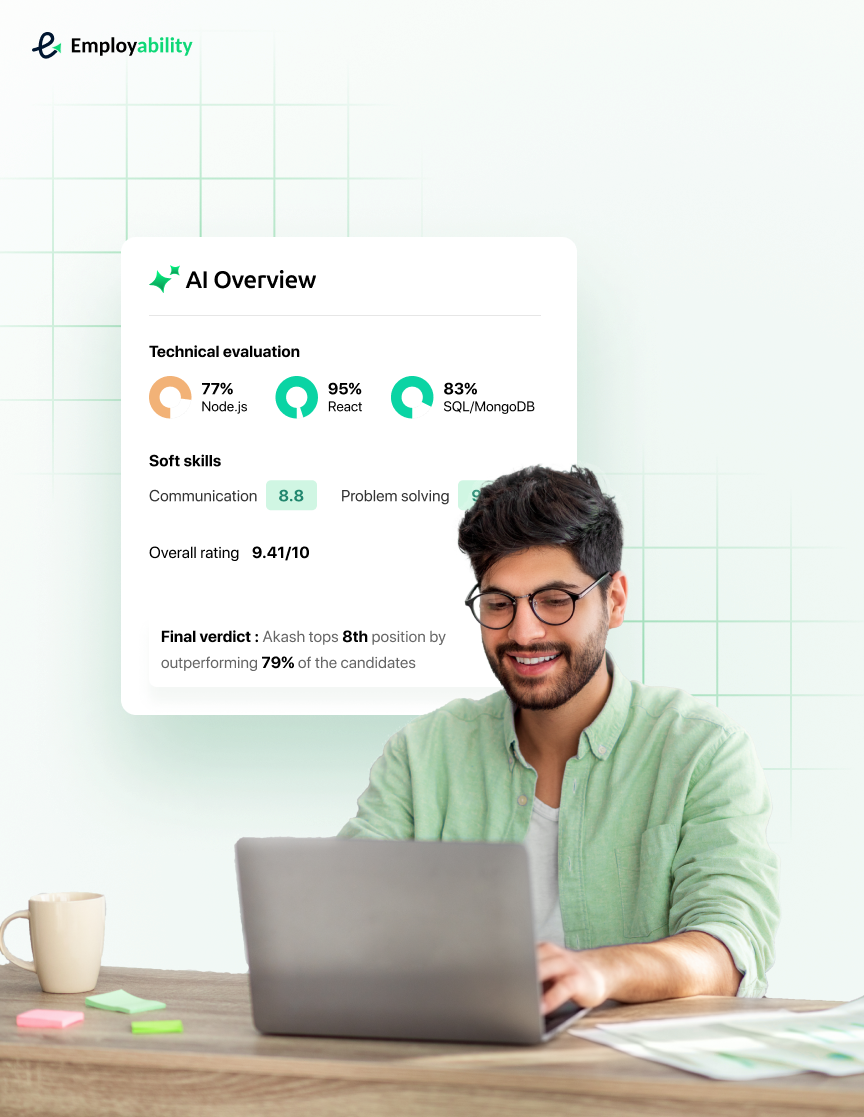 Employability
AI Overview
Technical evaluation
77%
Node.js
95%
React
83%
SQL/MongoDB
Soft skills
Communication 8.8 Problem solving
Overall rating 9.41/10
Final verdict : Akash tops 8th position by
outperforming 79% of the candidates